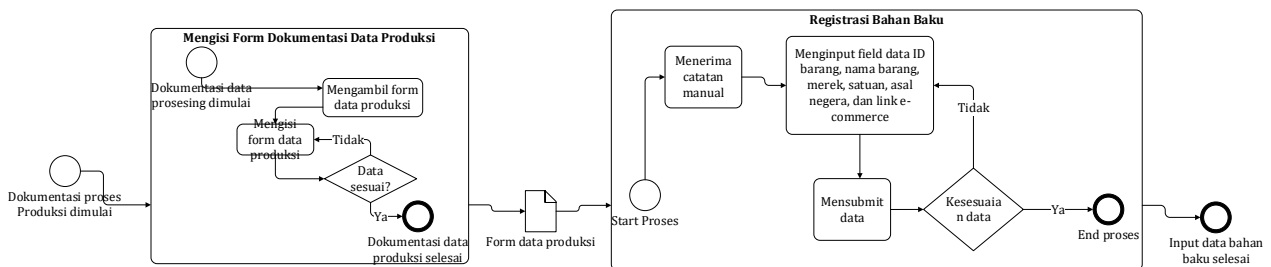 Mengisi Form Dokumentasi Data Produksi
Dokumentasi data
prosesing dimulai
Mengambil form
data produksi
Mengisi
form data
produksi
Tidak
Data
sesuai?
Ya
Dokumentasi data
produksi selesai
Dokumentasi proses
Produksi dimulai
Form data produksi
Registrasi Bahan Baku
Menerima
catatan
manual
Menginput field data ID
barang, nama barang,
merek, satuan, asal
negera, dan link e-
commerce
Tidak
Start Proses
Mensubmit
data
Kesesuaia
n data
Ya
End proses
Input data bahan
baku selesai